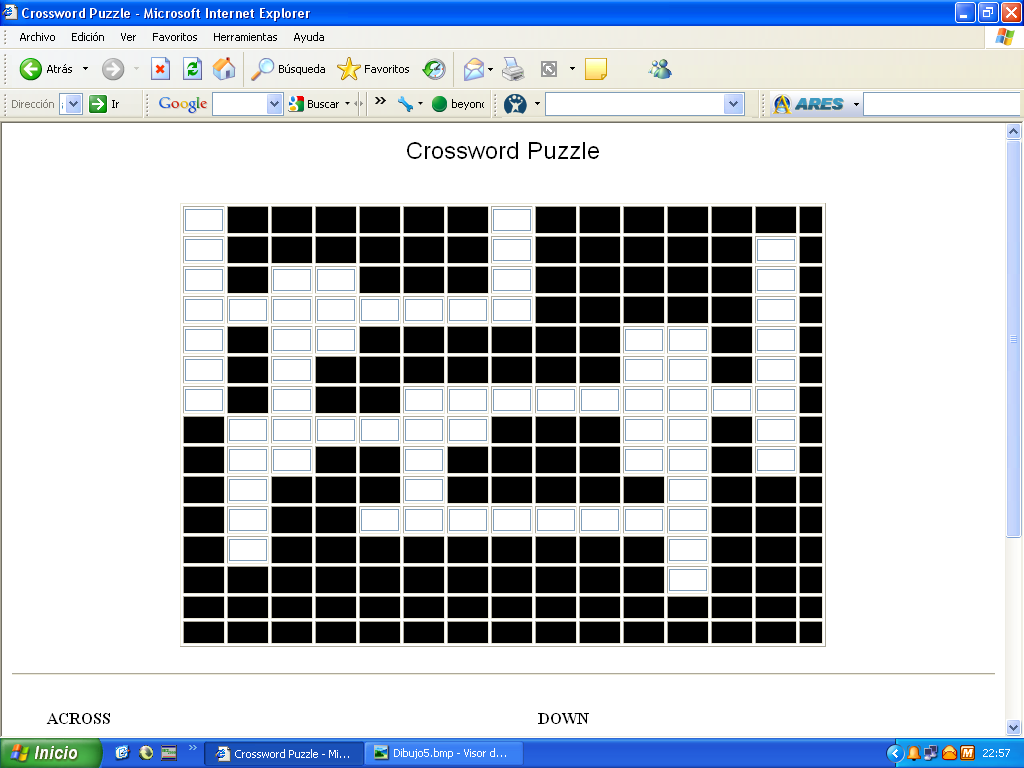 Crossword Puzzle - Microsoft Internet Explorer
Archivo Edición Ver Favoritos Herramientas Ayuda
Atrás Búsqueda Favoritos
Dirección Ir Google Buscar » beyond ARES
Crossword Puzzle
ACROSS DOWN
Inicio » Crossword Puzzle - Mi... Dibujo5.bmp - Visor d... 22:57